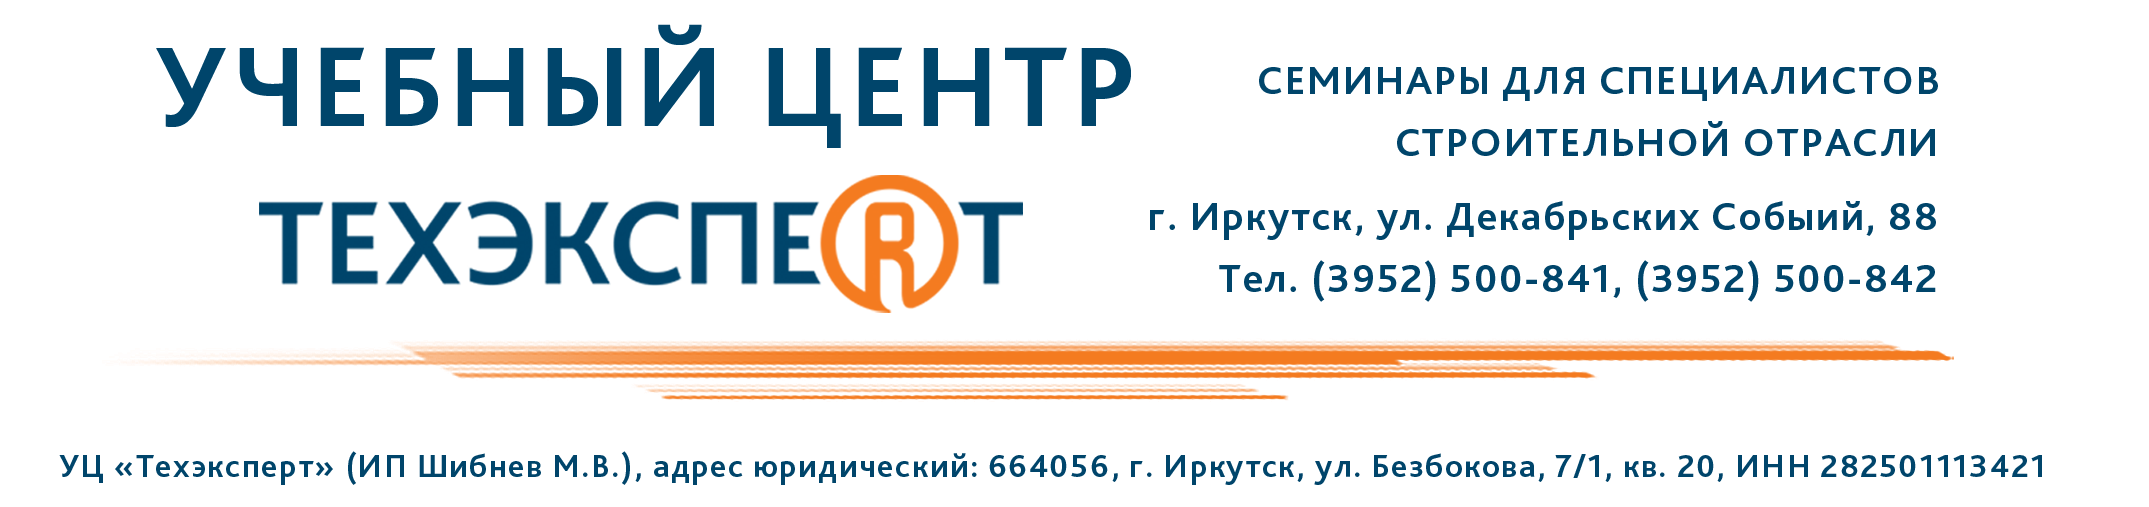 УЧЕБНЫЙ ЦЕНТР
ТЕХЭКСПЕRТ
СЕМИНАРЫ ДЛЯ СПЕЦИАЛИСТОВ
СТРОИТЕЛЬНОЙ ОТРАСЛИ
г. Иркутск, ул. Декабрьских Собыий, 88
Тел. (3952) 500-841, (3952) 500-842
УЦ «Техэксперт» (ИП Шибнев М.В.), адрес юридический: 664056, г. Иркутск, ул. Безбокова, 7/1, кв. 20, ИНН 282501113421